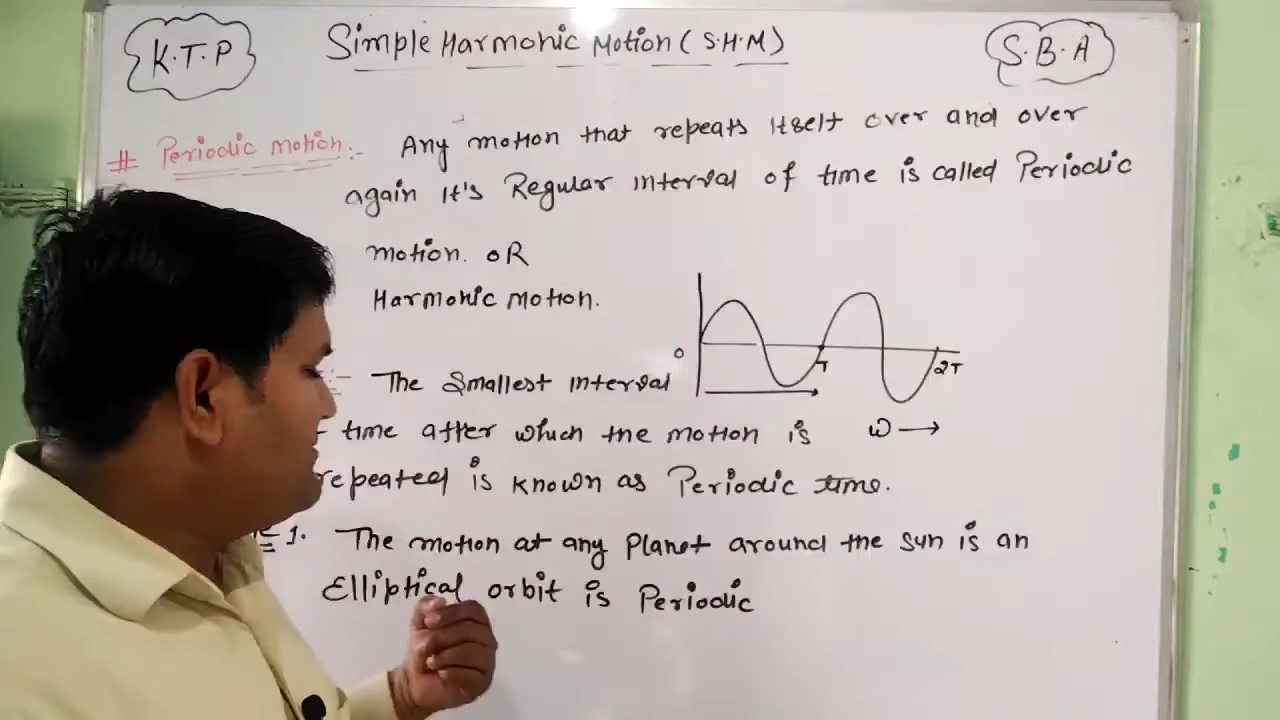 K.T.P
Simple Harmonic Motion (S.H.M)
S.B.A
# Periodic motion:- Any motion that repeats itself over and over
again it's Regular interval of time is called Periodic
motion. OR
Harmonic motion.
O T 2T
:- The Smallest interval
time after which the motion is
ω →
repeated is known as Periodic time.
1. The motion at any Planet around the sun is an
Elliptical orbit is Periodic